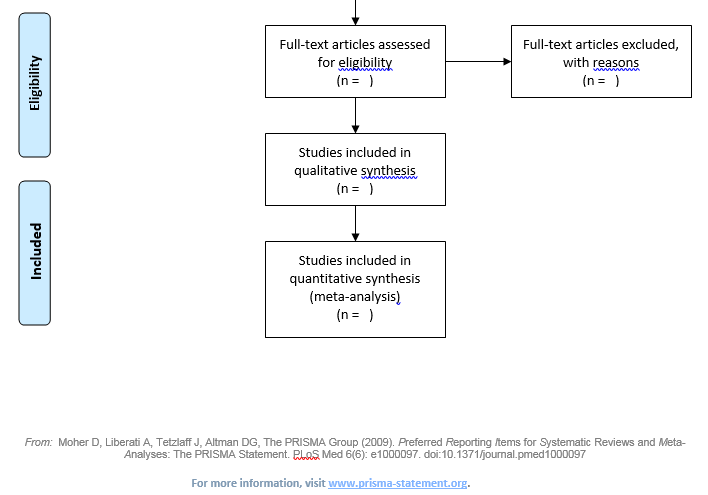 Eligibility
Full-text articles assessed
for eligibility
(n =   )
Full-text articles excluded,
with reasons
(n =   )
Studies included in
qualitative synthesis
(n =   )
Included
Studies included in
quantitative synthesis
(meta-analysis)
(n =   )
From:  Moher D, Liberati A, Tetzlaff J, Altman DG, The PRISMA Group (2009). Preferred Reporting Items for Systematic Reviews and Meta-
Analyses: The PRISMA Statement. PLoS Med 6(6): e1000097. doi:10.1371/journal.pmed1000097
For more information, visit www.prisma-statement.org.